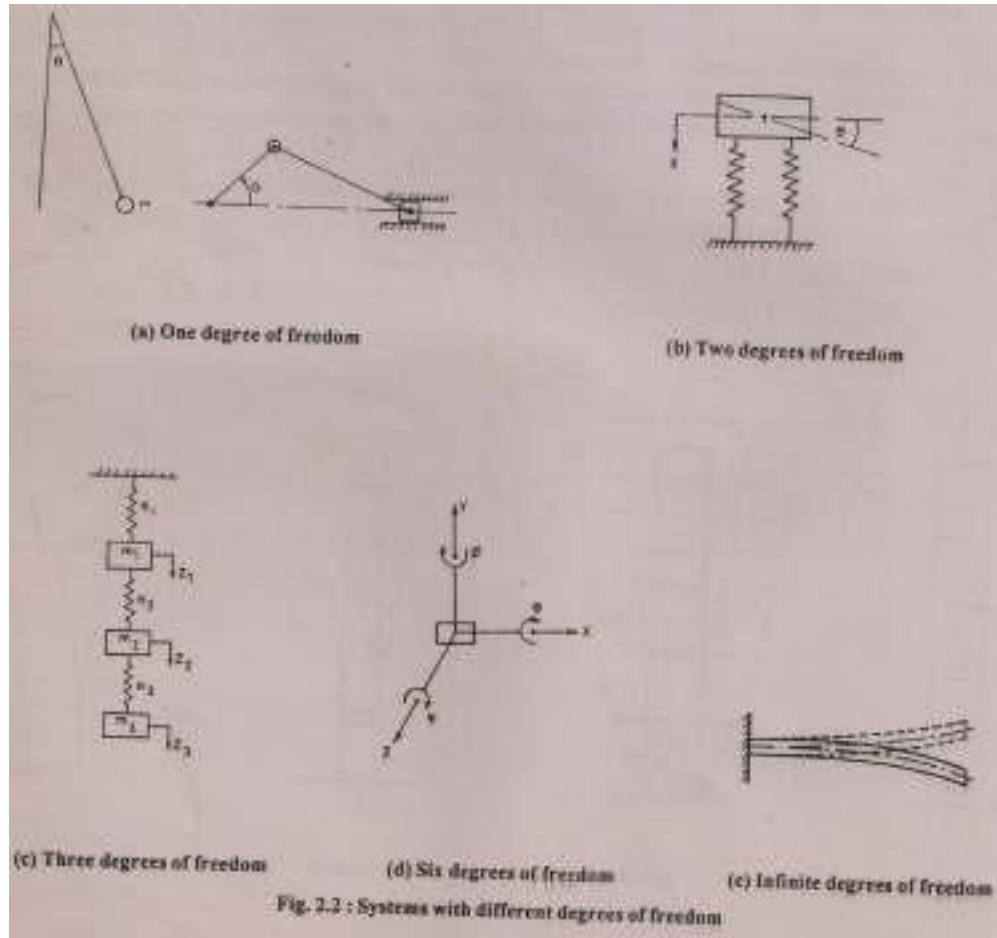 θ
m
θ
(a) One degree of freedom
z
θ
(b) Two degrees of freedom
m1
Z1
m2
Z2
m3
Z3
(c) Three degrees of freedom
Y
X
Z
(d) Six degrees of freedom
(e) Infinite degrees of freedom
Fig. 2.2 : Systems with different degrees of freedom